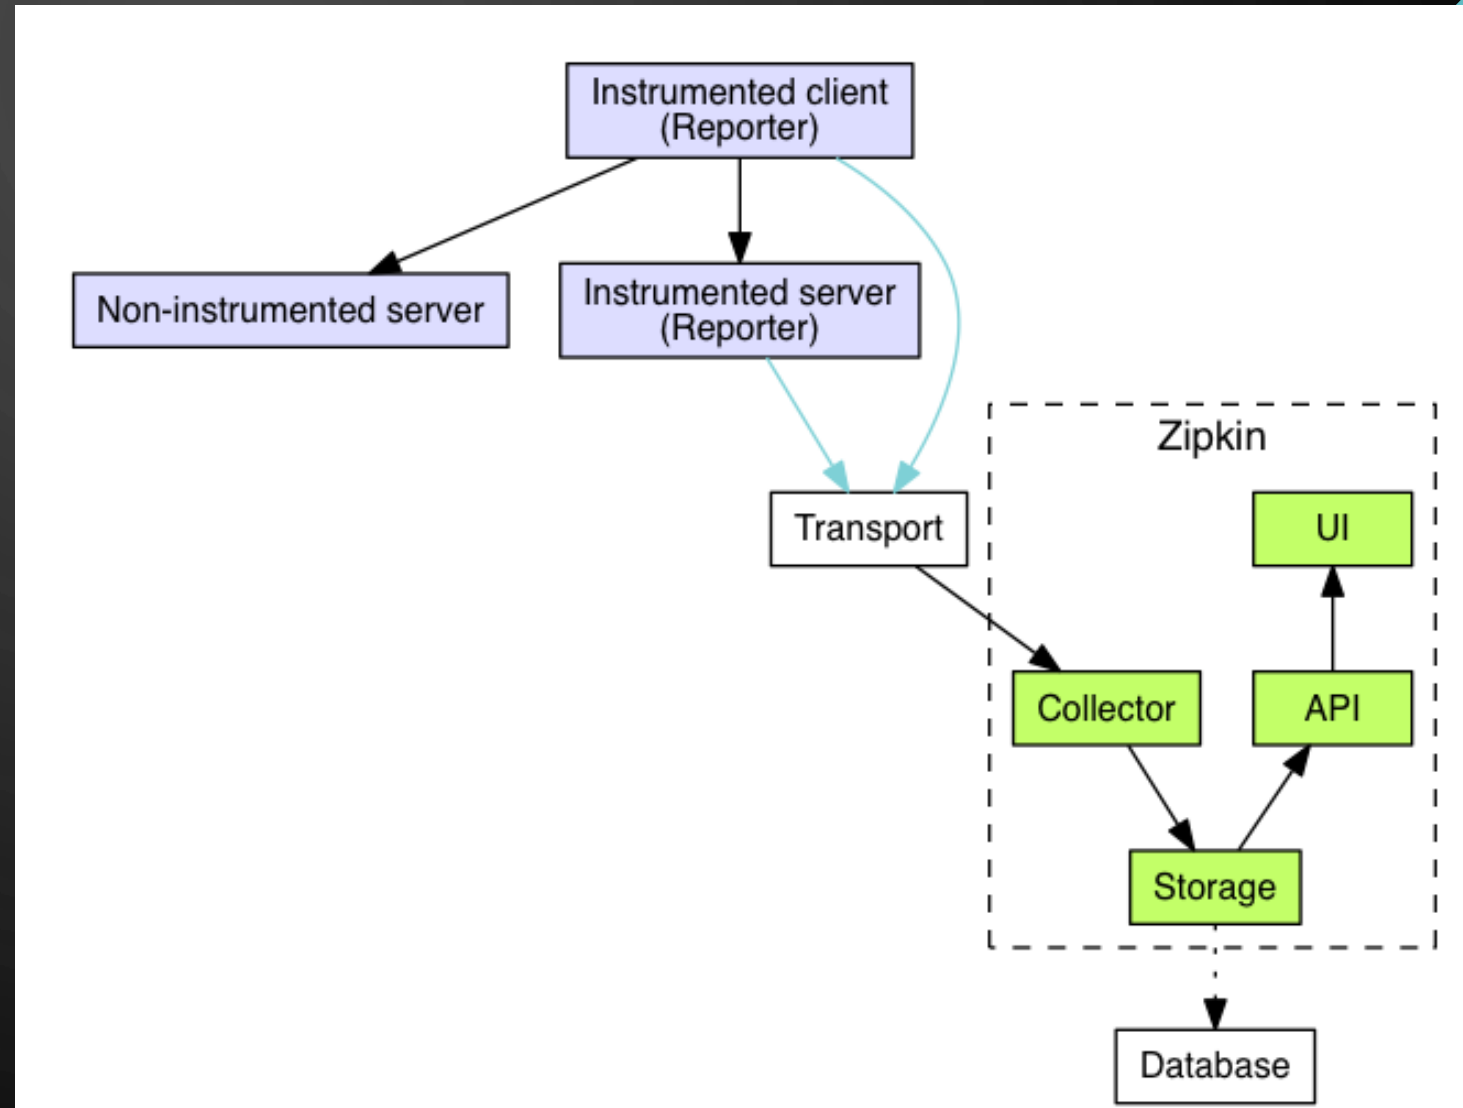 Instrumented client
(Reporter)
Non-instrumented server
Instrumented server
(Reporter)
Zipkin
Transport
UI
Collector
API
Storage
Database